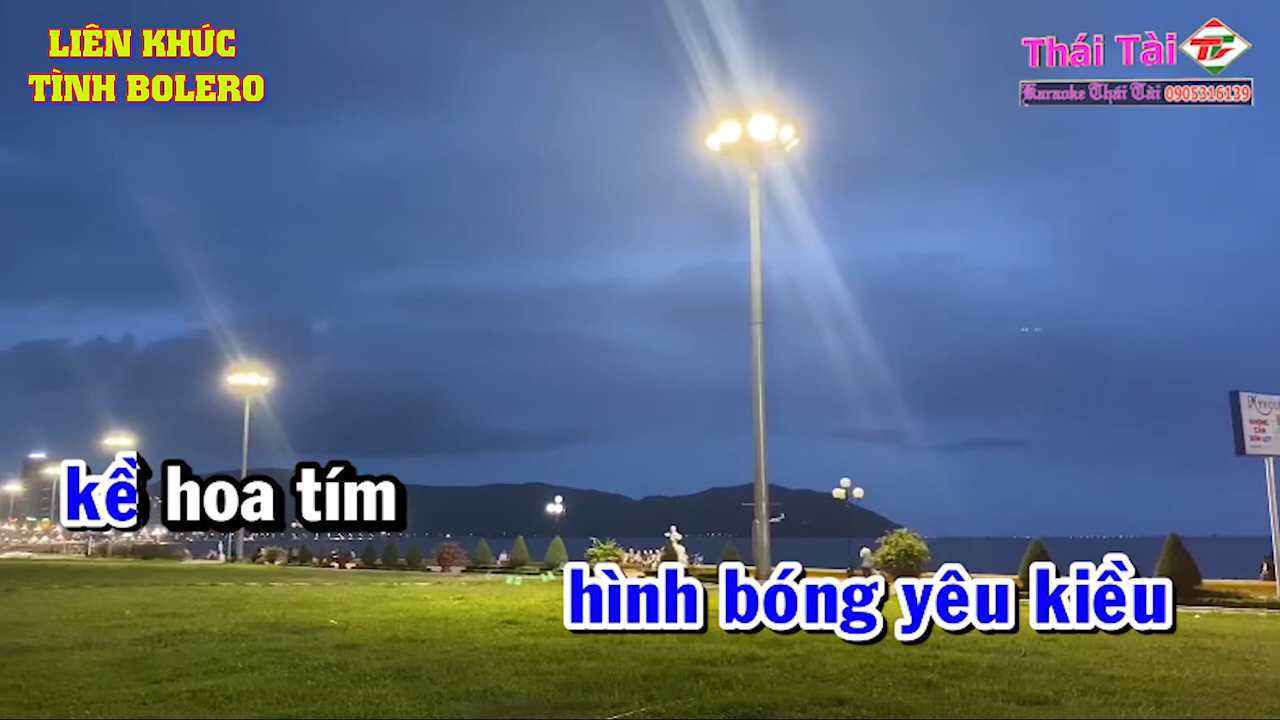 LIÊN KHÚC
TÌNH BOLERO
Thái Tài
Karaoke Thái Tài 0905316139
kề hoa tím
hình bóng yêu kiều